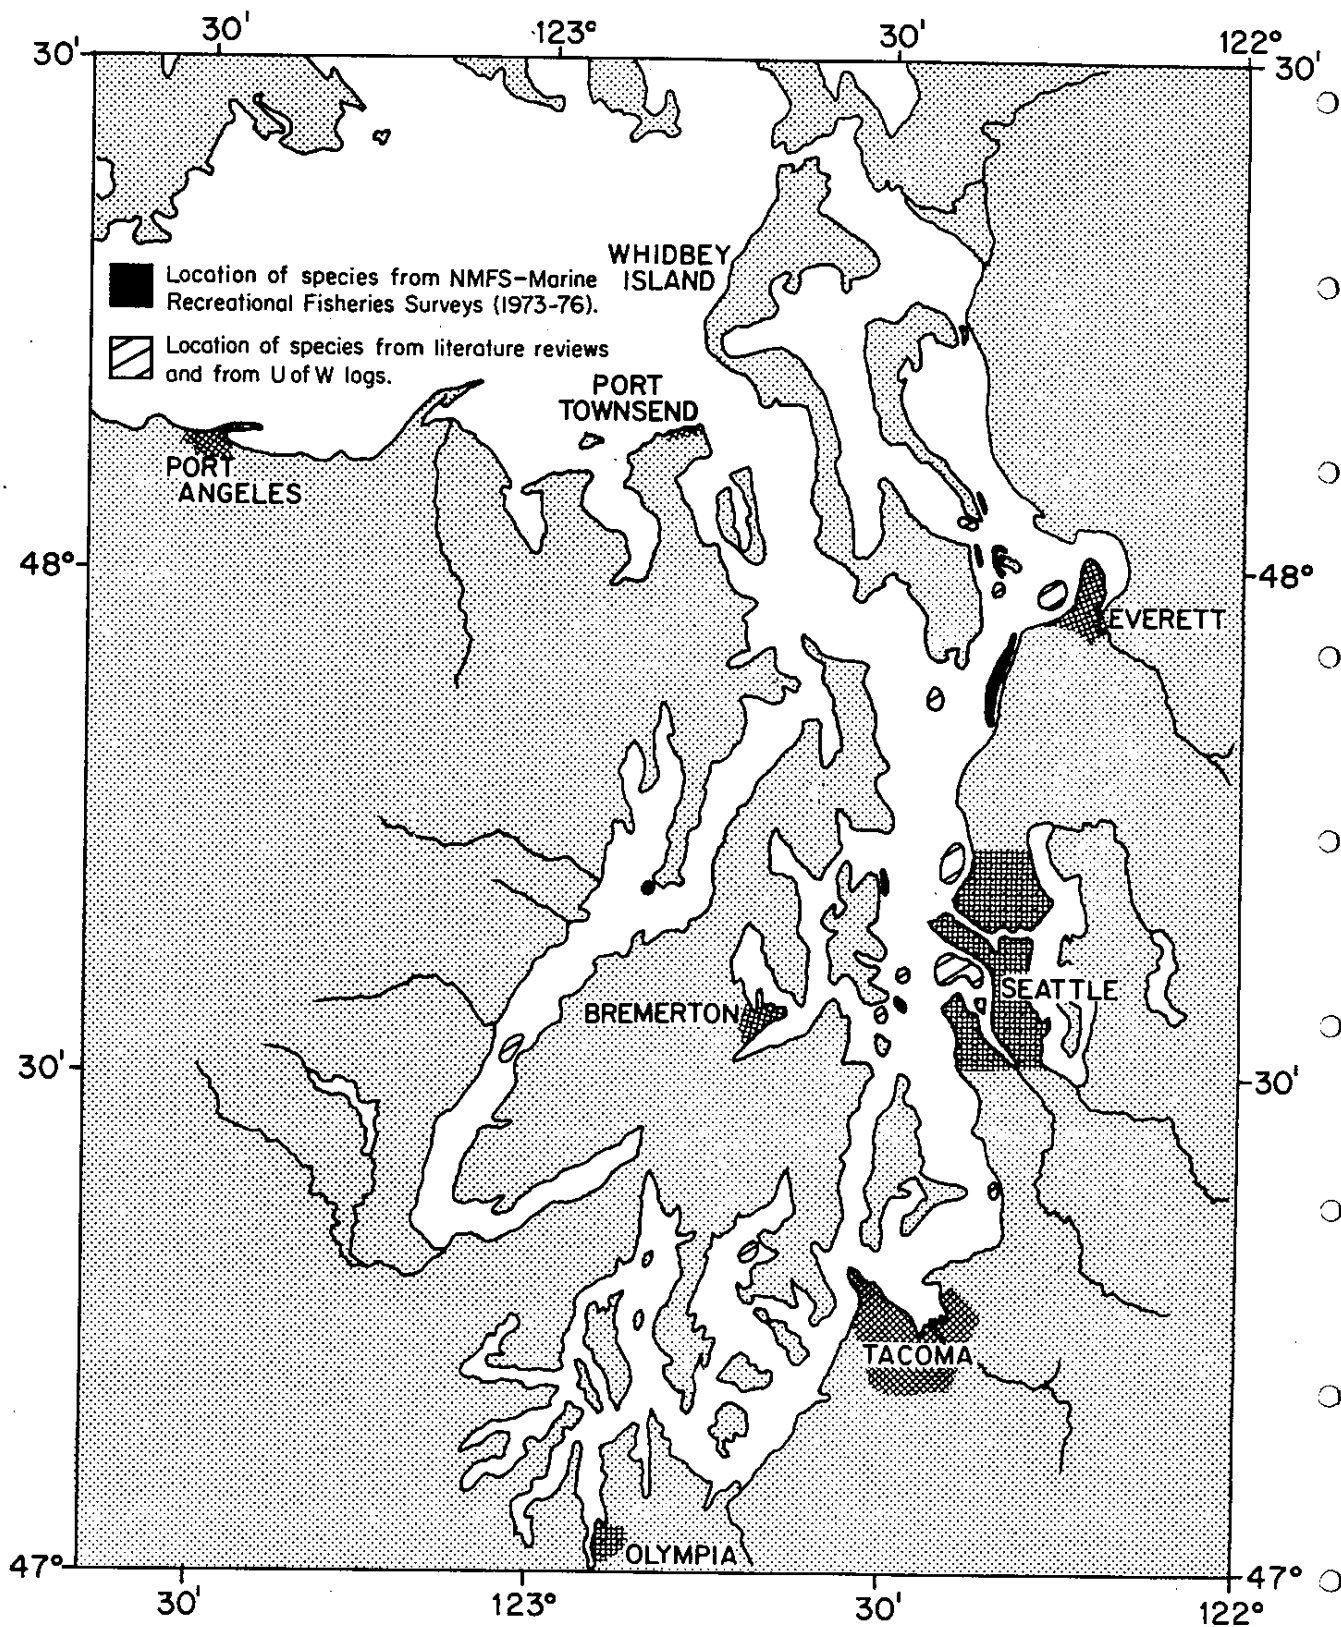 30' 123° 30' 122°
30' 30'
WHIDBEY
ISLAND
Location of species from NMFS-Marine
Recreational Fisheries Surveys (1973-76).
Location of species from literature reviews
and from U of W logs.
PORT
TOWNSEND
PORT
ANGELES
48° 48°
EVERETT
SEATTLE
BREMERTON
30' 30'
TACOMA
OLYMPIA
47° 47°
30' 123° 30' 122°